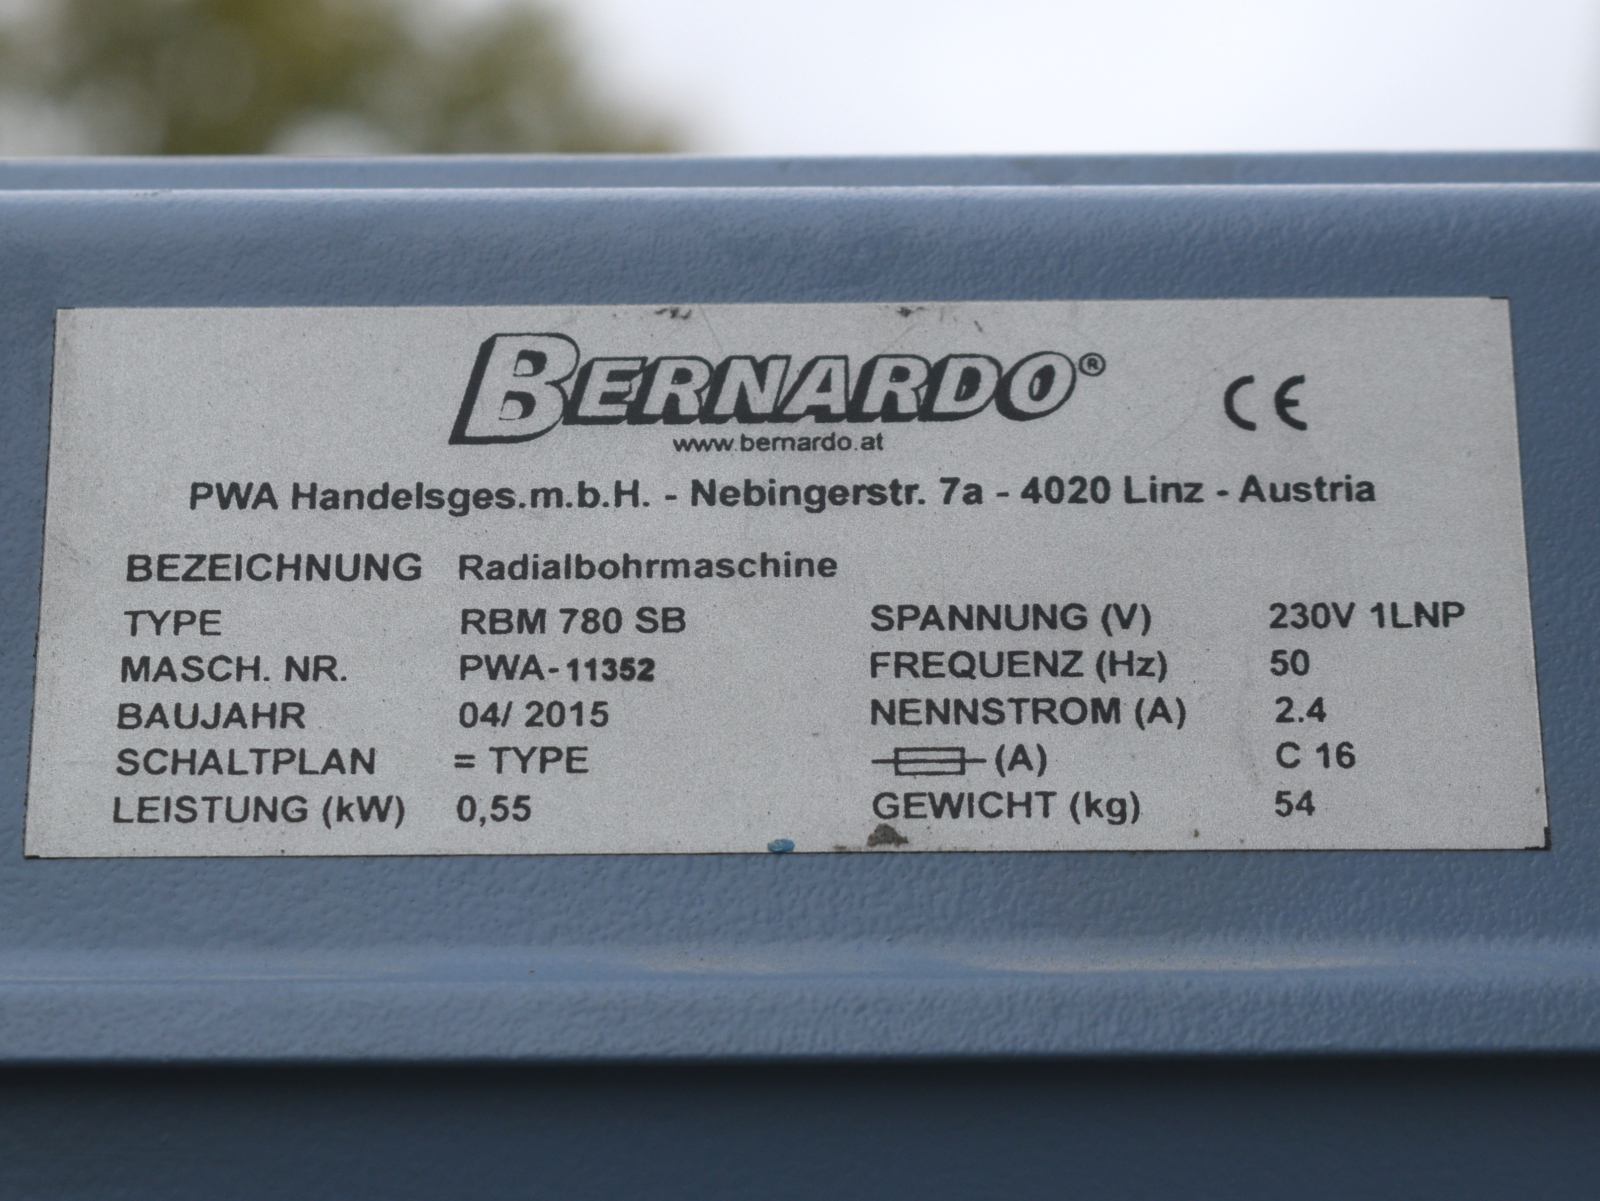 BERNARDO®
CE
www.bernardo.at
PWA Handelsges.m.b.H. - Nebingerstr. 7a - 4020 Linz - Austria
BEZEICHNUNG Radialbohrmaschine
TYPE RBM 780 SB SPANNUNG (V) 230V 1LNP
MASCH. NR. PWA-11352 FREQUENZ (Hz) 50
BAUJAHR 04/ 2015 NENNSTROM (A) 2.4
SCHALTPLAN = TYPE (A) C 16
LEISTUNG (kW) 0,55 GEWICHT (kg) 54